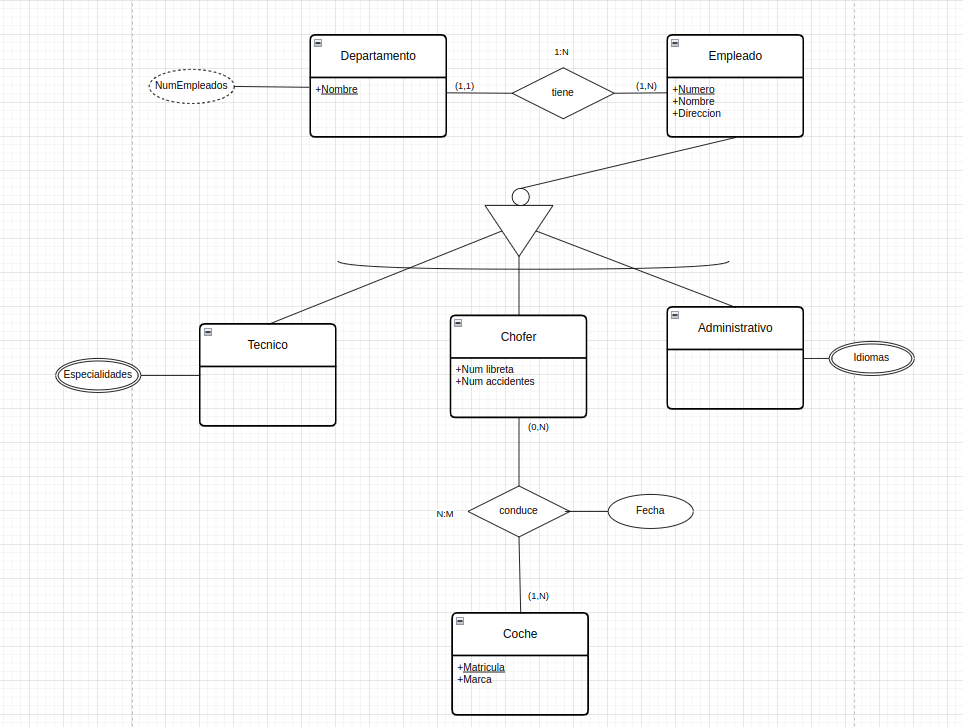 1:N
Departamento
Empleado
NumEmpleados
+Nombre
(1,1)
tiene
(1,N)
+Numero
+Nombre
+Direccion
Tecnico
Chofer
Administrativo
Especialidades
+Num libreta
+Num accidentes
Idiomas
(0,N)
N:M
conduce
Fecha
(1,N)
Coche
+Matricula
+Marca